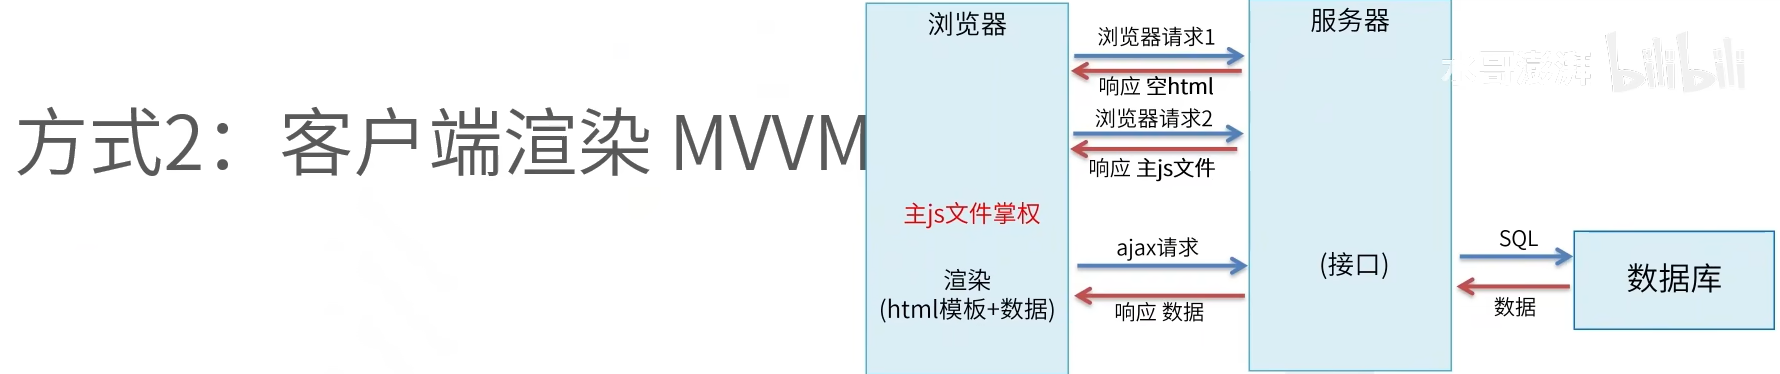 方式2：客户端渲染 MVVM
浏览器
主js文件掌权
渲染
(html模板+数据)
浏览器请求1
响应 空html
浏览器请求2
响应 主js文件
ajax请求
响应 数据
服务器
(接口)
水哥澎湃 bilibili
SQL
数据
数据库